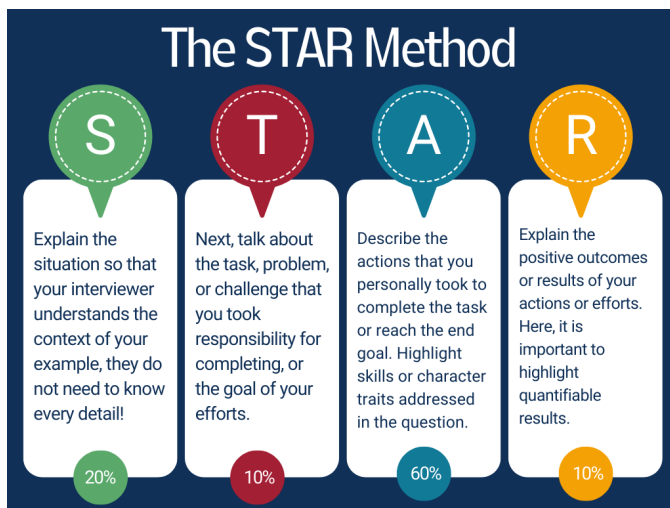 The STAR Method
S
Explain the
situation so that
your interviewer
understands the
context of your
example, they do
not need to know
every detail!
20%
T
Next, talk about
the task, problem,
or challenge that
you took
responsibility for
completing, or
the goal of your
efforts.
10%
A
Describe the
actions that you
personally took to
complete the task
or reach the end
goal. Highlight
skills or character
traits addressed
in the question.
60%
R
Explain the
positive outcomes
or results of your
actions or efforts.
Here, it is
important to
highlight
quantifiable
results.
10%